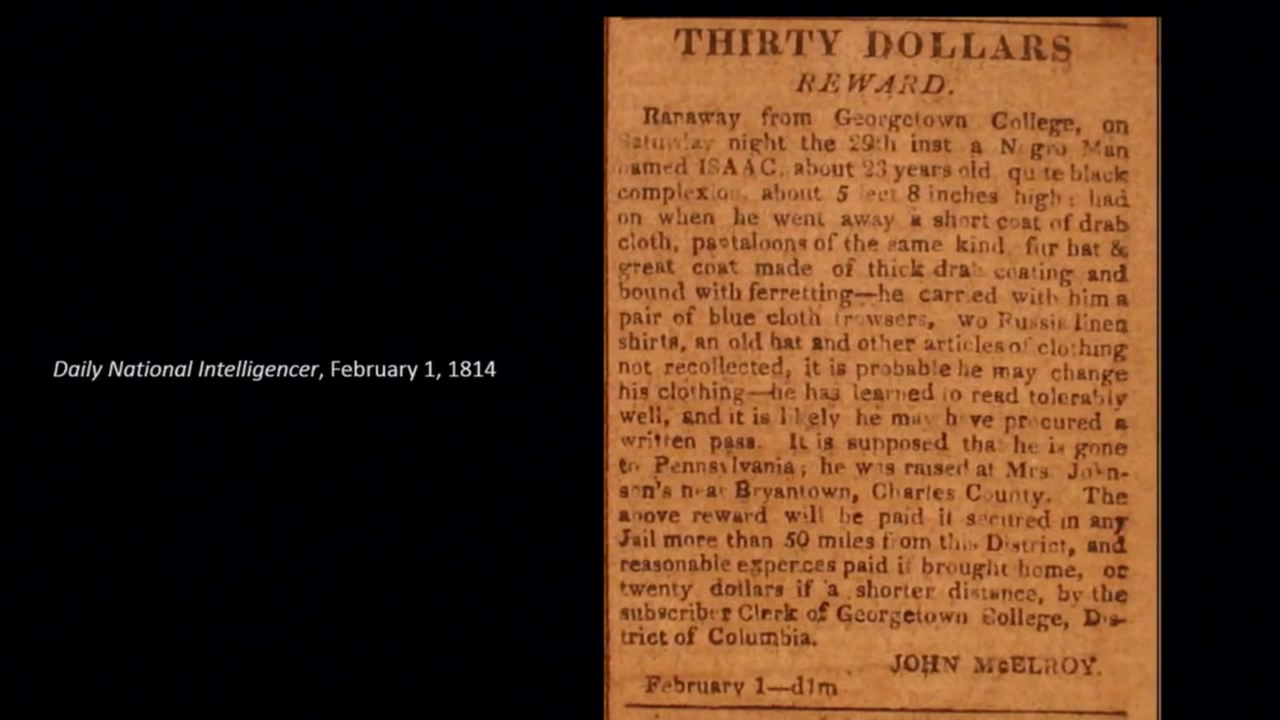 Daily National Intelligencer, February 1, 1814
THIRTY DOLLARS
REWARD.
Ranaway from Georgetown College, on
Saturday night the 29th inst a Negro Man
named ISAAC, about 23 years old quite black
complexion, about 5 feet 8 inches high; had
on when he went away a short coat of drab
cloth, pantaloons of the same kind, fur hat &
great coat made of thick drab coating and
bound with ferretting—he carried with him a
pair of blue cloth trowsers, two Russia linen
shirts, an old hat and other articles of clothing
not recollected, it is probable he may change
his clothing—he has learned to read tolerably
well, and it is likely he may have procured a
written pass. It is supposed that he is gone
to Pennsylvania; he was raised at Mrs John-
son's near Bryantown, Charles County. The
above reward will be paid if secured in any
Jail more than 50 miles from this District, and
reasonable expences paid if brought home, or
twenty dollars if a shorter distance, by the
subscriber Clerk of Georgetown College, Dis-
trict of Columbia.
JOHN McELROY.
February 1—d1m